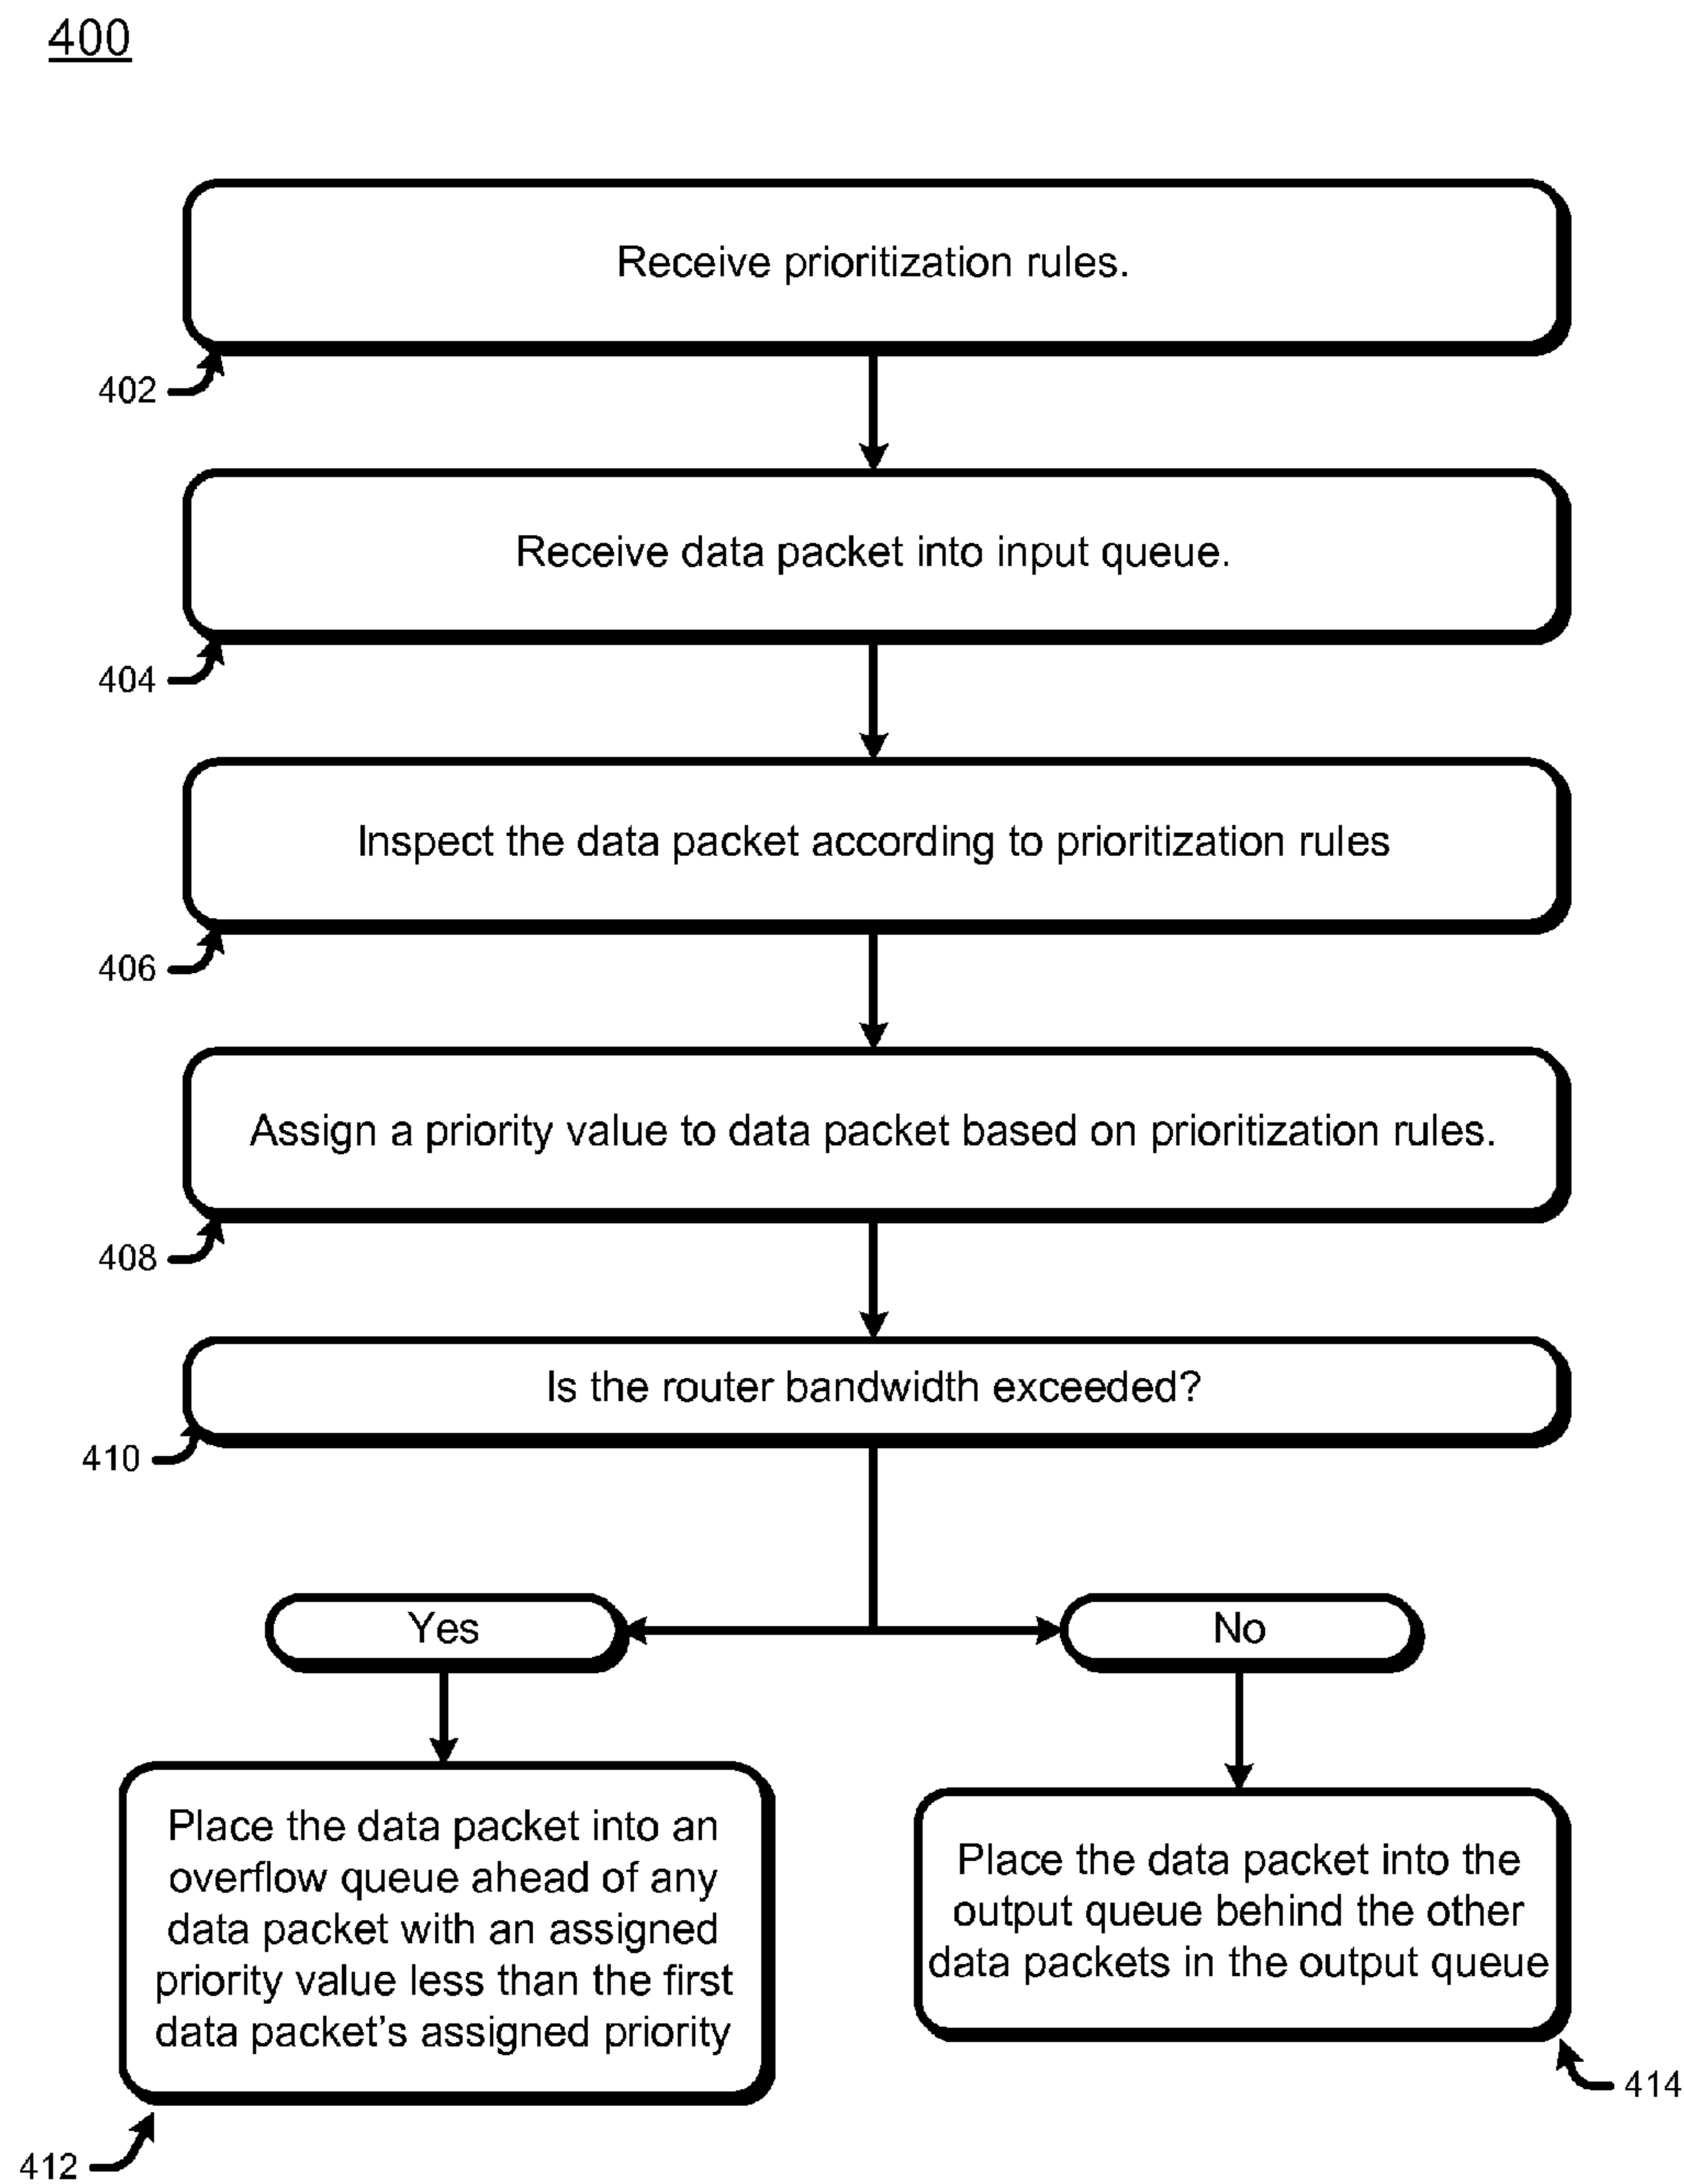 400
Receive prioritization rules.
402
Receive data packet into input queue.
404
Inspect the data packet according to prioritization rules
406
Assign a priority value to data packet based on prioritization rules.
408
Is the router bandwidth exceeded?
410
Yes
No
Place the data packet into an
overflow queue ahead of any
data packet with an assigned
priority value less than the first
data packet's assigned priority
Place the data packet into the
output queue behind the other
data packets in the output queue
414
412